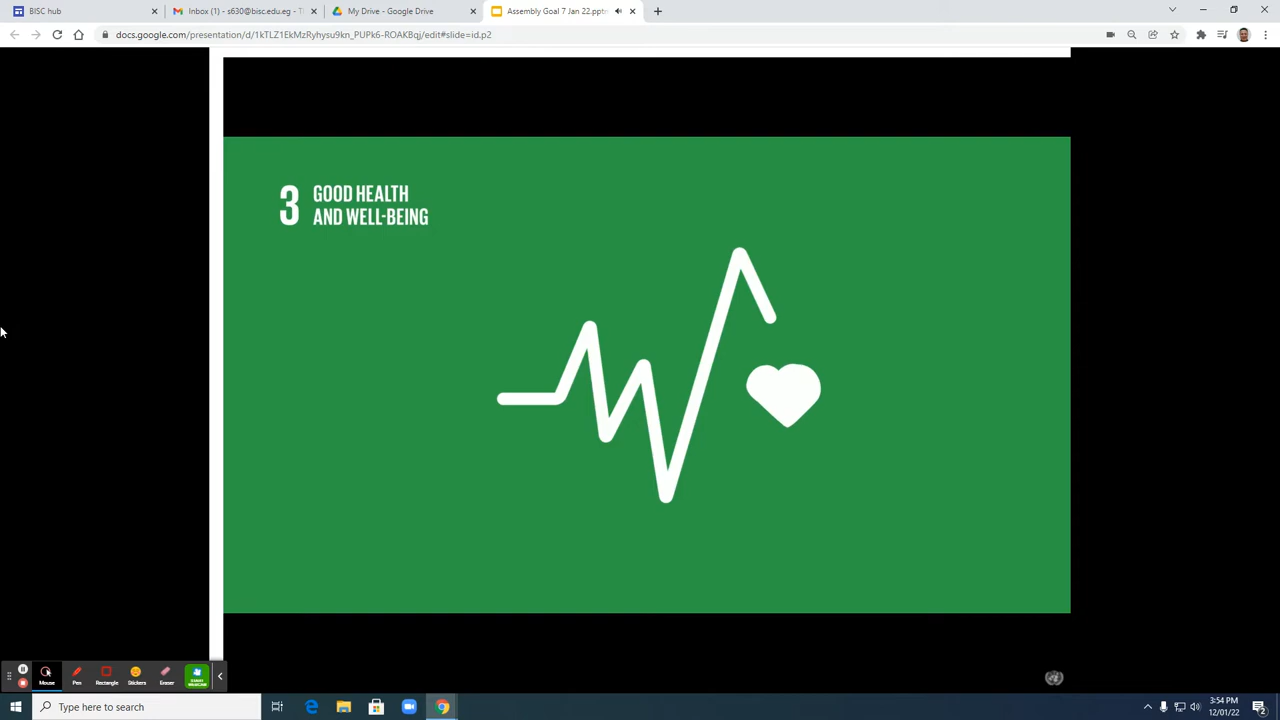 BISC hub
Inbox (1) - s630@bisc.edu.eg - T
My Drive - Google Drive
Assembly Goal 7 Jan 22.pptx
docs.google.com/presentation/d/1kTLZ1EkMzRyhysu9kn_PUPk6-ROAKBqj/edit#slide=id.p2
3 GOOD HEALTH
AND WELL-BEING
Mouse
Pen
Rectangle
Stickers
Eraser
Type here to search
3:54 PM
12/01/22
2